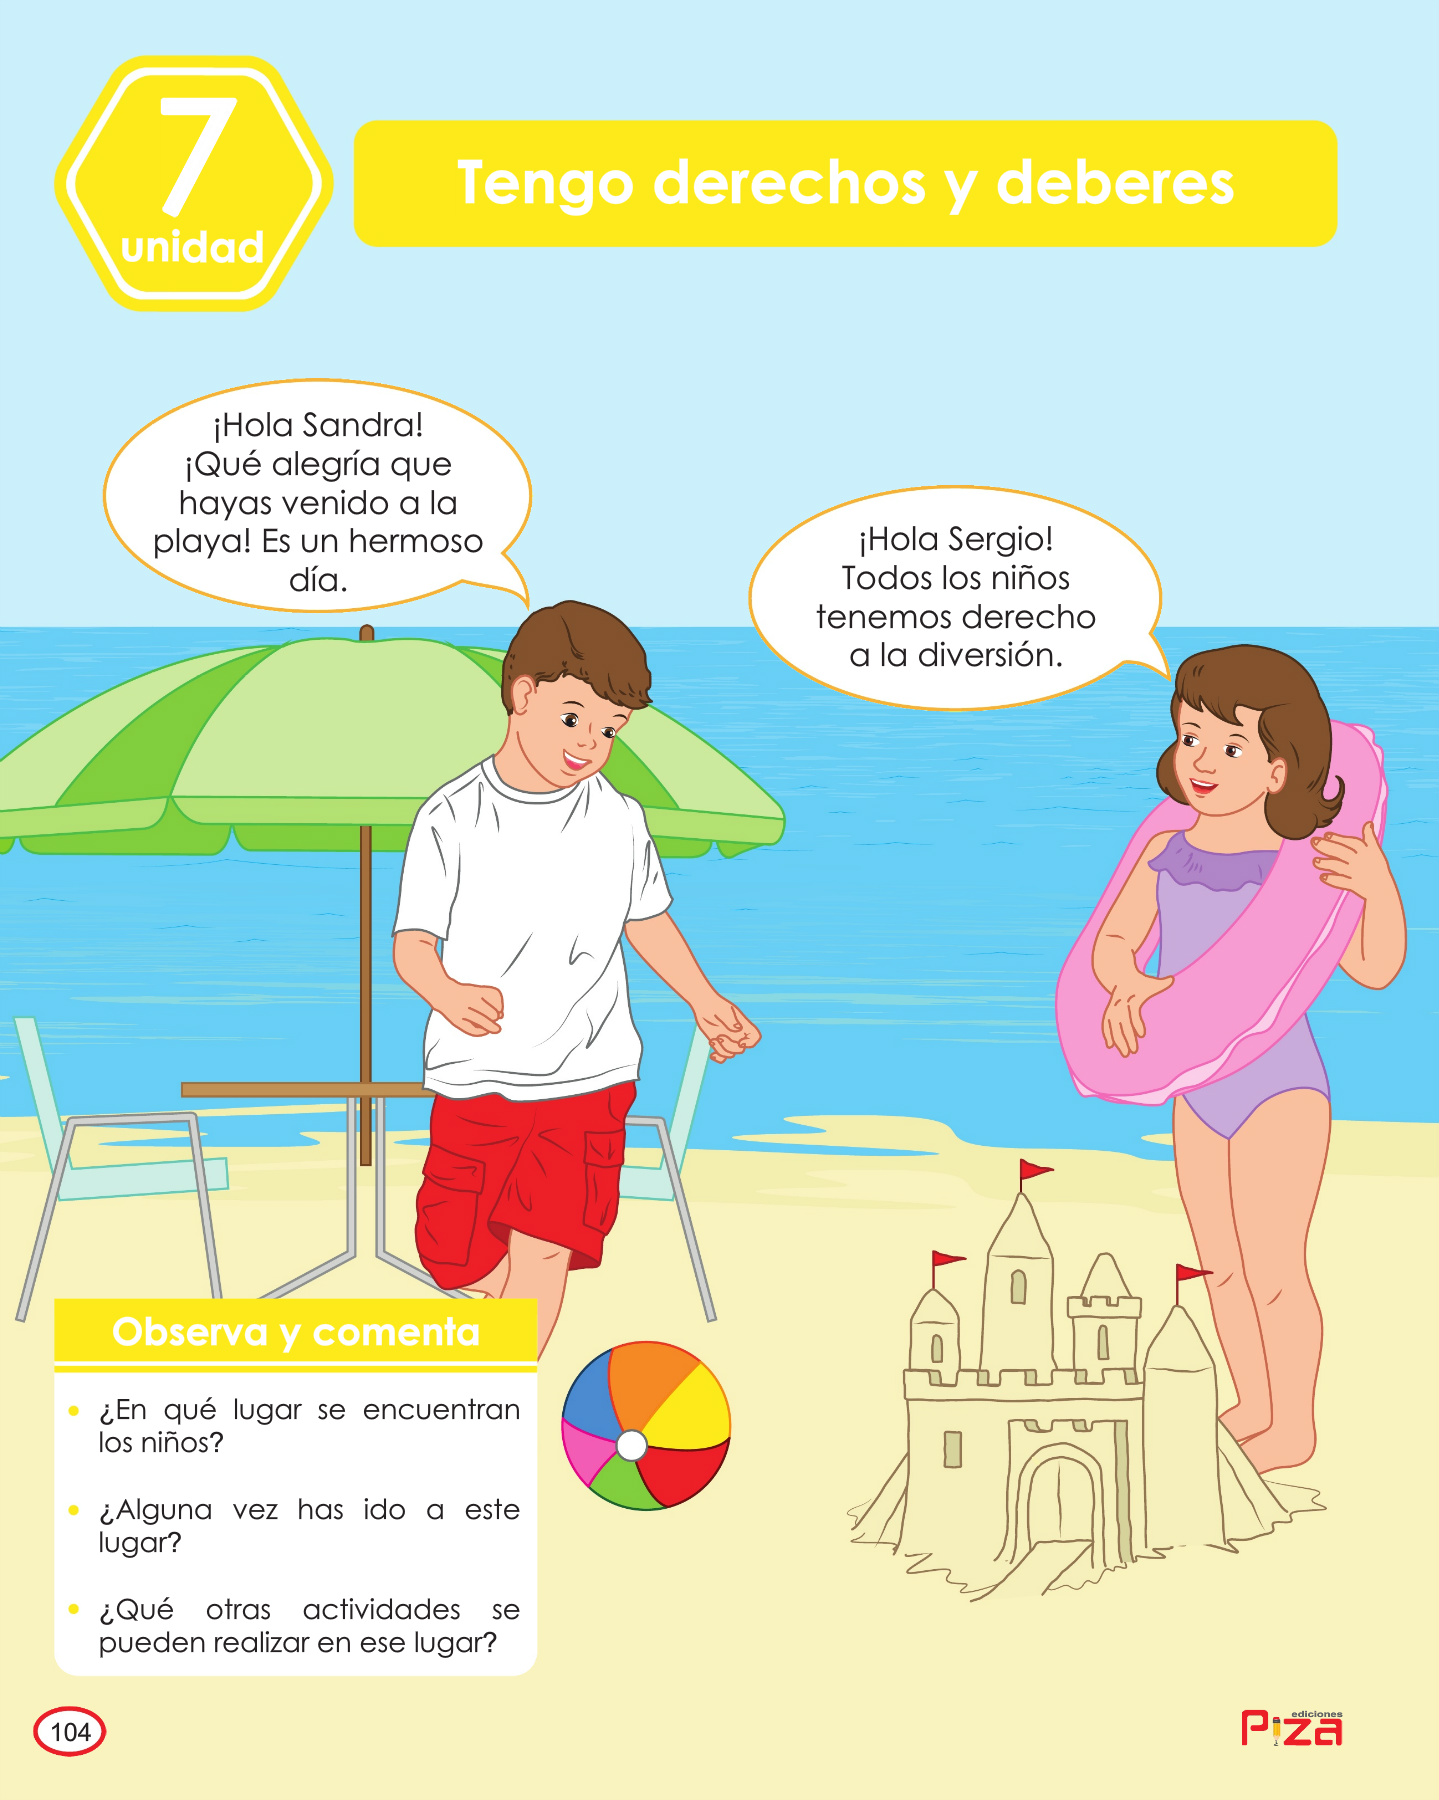 7
unidad
Tengo derechos y deberes
¡Hola Sandra!
¡Qué alegría que
hayas venido a la
playa! Es un hermoso
día.
¡Hola Sergio!
Todos los niños
tenemos derecho
a la diversión.
Observa y comenta
• ¿En qué lugar se encuentran
los niños?
• ¿Alguna vez has ido a este
lugar?
• ¿Qué otras actividades se
pueden realizar en ese lugar?
104
ediciones
Piza